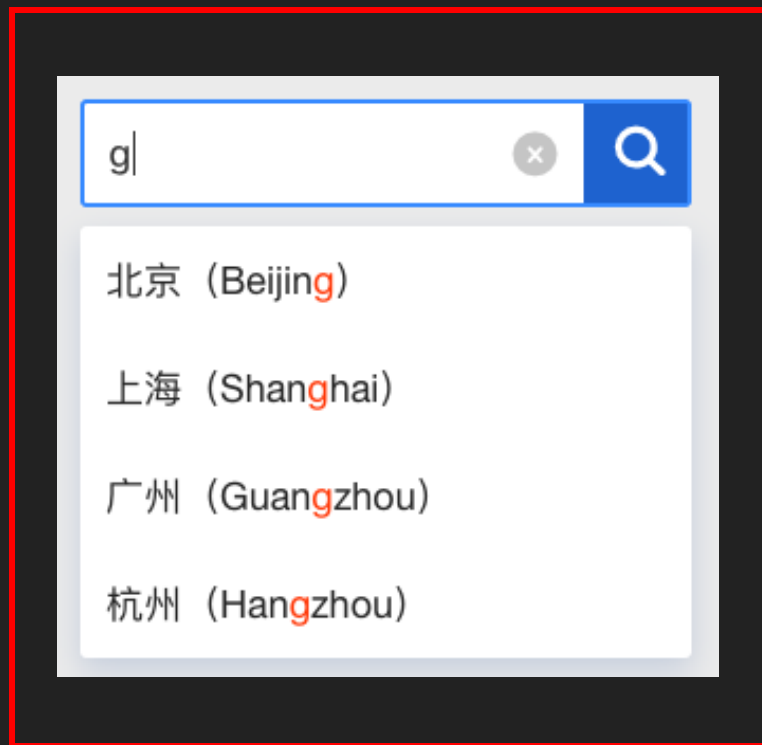 g
北京（Beijing）
上海（Shanghai）
广州（Guangzhou）
杭州（Hangzhou）